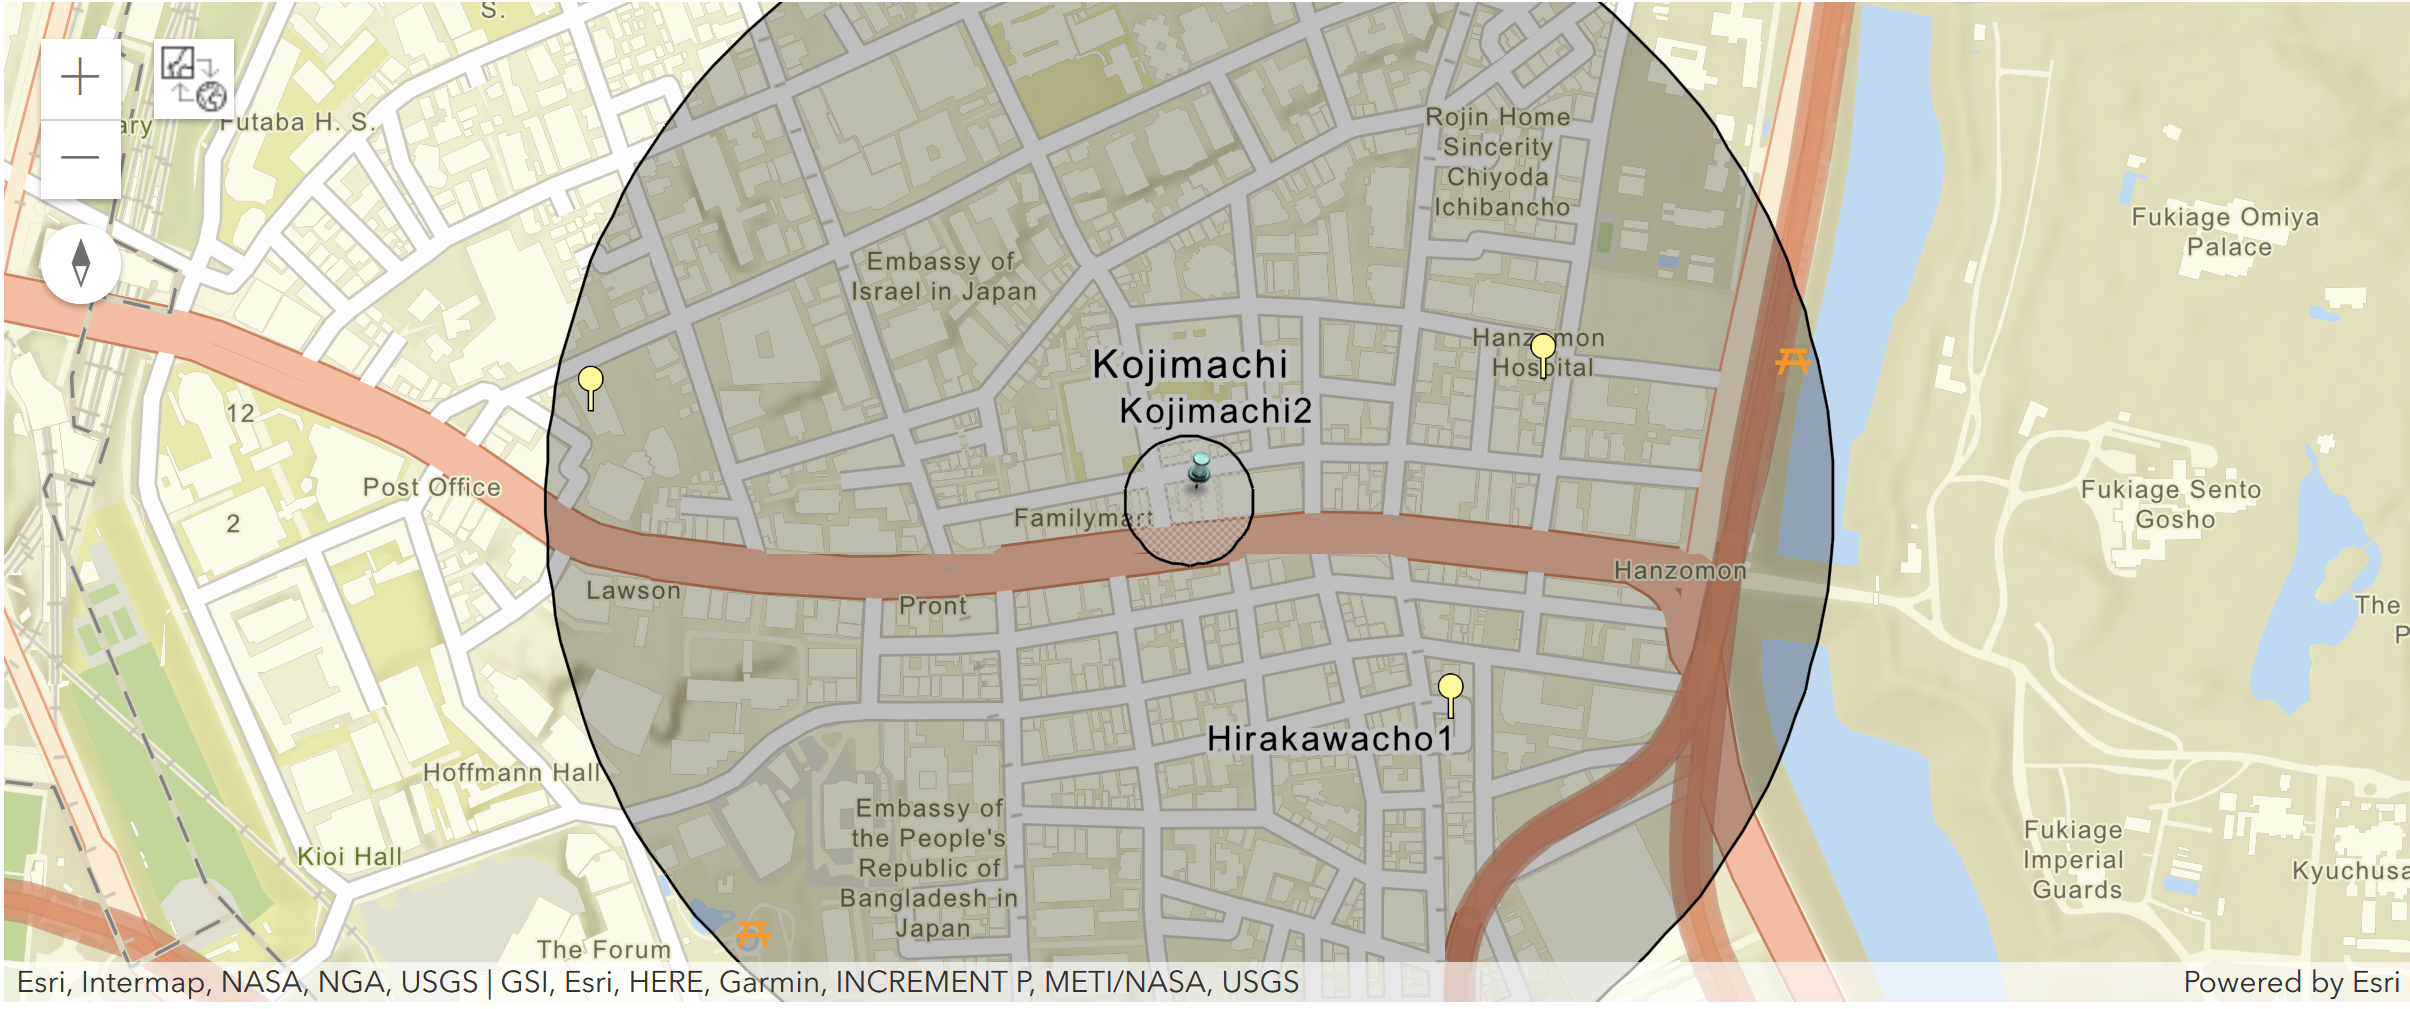 S.
ary
Futaba H. S.
Rojin Home
Sincerity
Chiyoda
Ichibancho
Fukiage Omiya
Palace
Embassy of
Israel in Japan
Hanzomon
Hospital
Kojimachi
Kojimachi2
12
Post Office
2
Familymart
Fukiage Sento
Gosho
Hanzomon
Lawson
Pront
The
P
Hirakawacho1
Hoffmann Hall
Embassy of
the People's
Republic of
Bangladesh in
Japan
Fukiage
Imperial
Guards
Kyuchusa
Kioi Hall
The Forum
Esri, Intermap, NASA, NGA, USGS | GSI, Esri, HERE, Garmin, INCREMENT P, METI/NASA, USGS
Powered by Esri